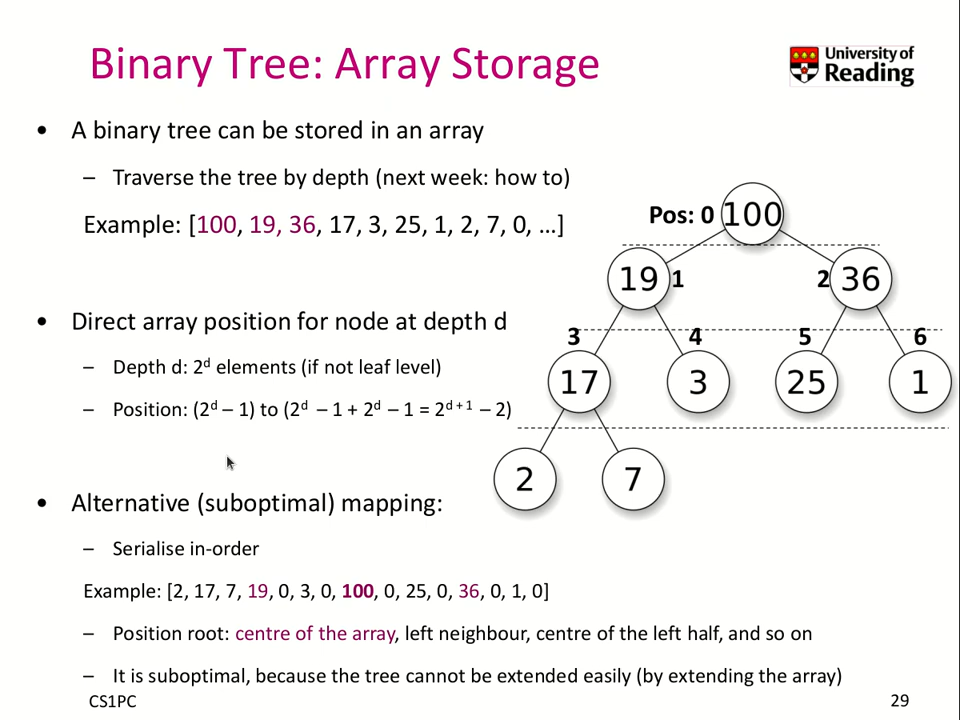 Binary Tree: Array Storage
University of
Reading
• A binary tree can be stored in an array
– Traverse the tree by depth (next week: how to)
Example: [100, 19, 36, 17, 3, 25, 1, 2, 7, 0, …]
Pos: 0 100
19 1 2 36
• Direct array position for node at depth d
3 4 5 6
– Depth d: 2ᵈ elements (if not leaf level)
17 3 25 1
– Position: (2ᵈ – 1) to (2ᵈ – 1 + 2ᵈ – 1 = 2ᵈ⁺¹ – 2)
2 7
• Alternative (suboptimal) mapping:
– Serialise in-order
Example: [2, 17, 7, 19, 0, 3, 0, 100, 0, 25, 0, 36, 0, 1, 0]
– Position root: centre of the array, left neighbour, centre of the left half, and so on
– It is suboptimal, because the tree cannot be extended easily (by extending the array)
CS1PC 29